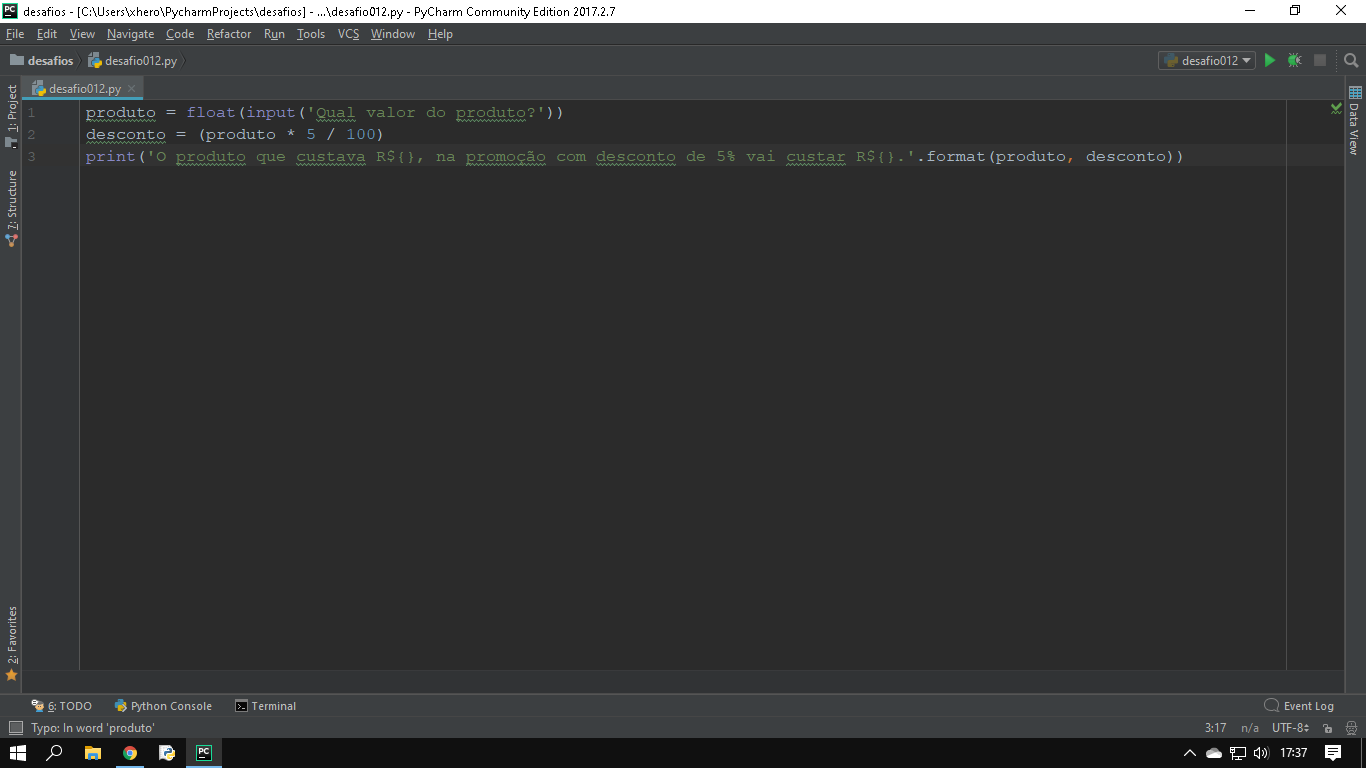 PC desafios - [C:\Users\xhero\PycharmProjects\desafios] - ...\desafio012.py - PyCharm Community Edition 2017.2.7
File Edit View Navigate Code Refactor Run Tools VCS Window Help
desafios desafio012.py desafio012
desafio012.py
1: Project
7: Structure
2: Favorites
1 produto = float(input('Qual valor do produto?'))
2 desconto = (produto * 5 / 100)
3 print('O produto que custava R${}, na promoção com desconto de 5% vai custar R${}.'.format(produto, desconto))
Data View
6: TODO Python Console Terminal Event Log
Typo: In word 'produto' 3:17 n/a UTF-8
PC 17:37